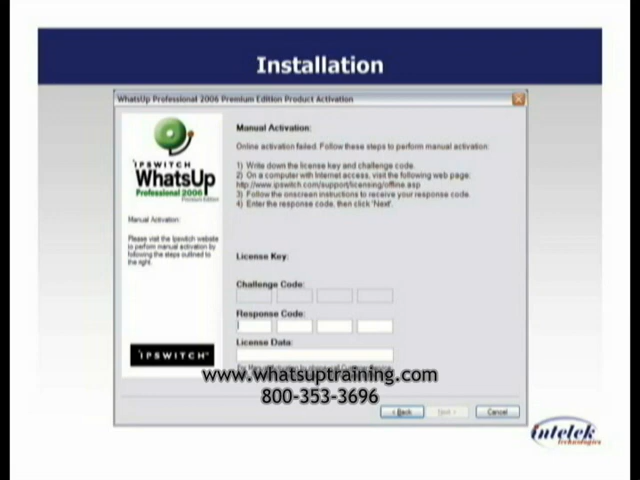 Installation
WhatsUp Professional 2006 Premium Edition Product Activation
IPSWITCH
WhatsUp
Professional 2006
Premium Edition
Manual Activation:
Please visit the Ipswitch website
to perform manual activation by
following the steps outlined to
the right.
IPSWITCH
Manual Activation:
Online activation failed. Follow these steps to perform manual activation:
1) Write down the license key and challenge code.
2) On a computer with Internet access, visit the following web page:
http://www.ipswitch.com/support/licensing/offline.asp
3) Follow the onscreen instructions to receive your response code.
4) Enter the response code, then click 'Next'.
License Key:
Challenge Code:
Response Code:
License Data:
www.whatsuptraining.com
800-353-3696
< Back
Next >
Cancel
intelek
technologies